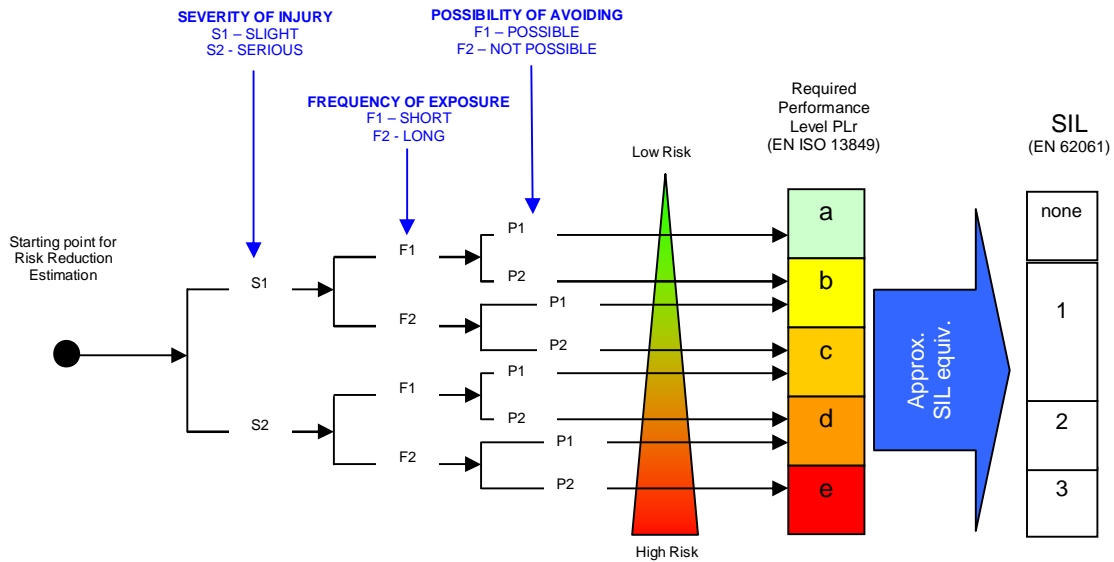 SEVERITY OF INJURY
S1 – SLIGHT
S2 - SERIOUS
POSSIBILITY OF AVOIDING
F1 – POSSIBLE
F2 – NOT POSSIBLE
FREQUENCY OF EXPOSURE
F1 – SHORT
F2 - LONG
Required
Performance
Level PLr
(EN ISO 13849)
SIL
(EN 62061)
Low Risk
Starting point for
Risk Reduction
Estimation
S1
S2
F1
F2
F1
F2
P1
P2
P1
P2
P1
P2
P1
P2
High Risk
a
b
c
d
e
Approx.
SIL equiv.
none
1
2
3